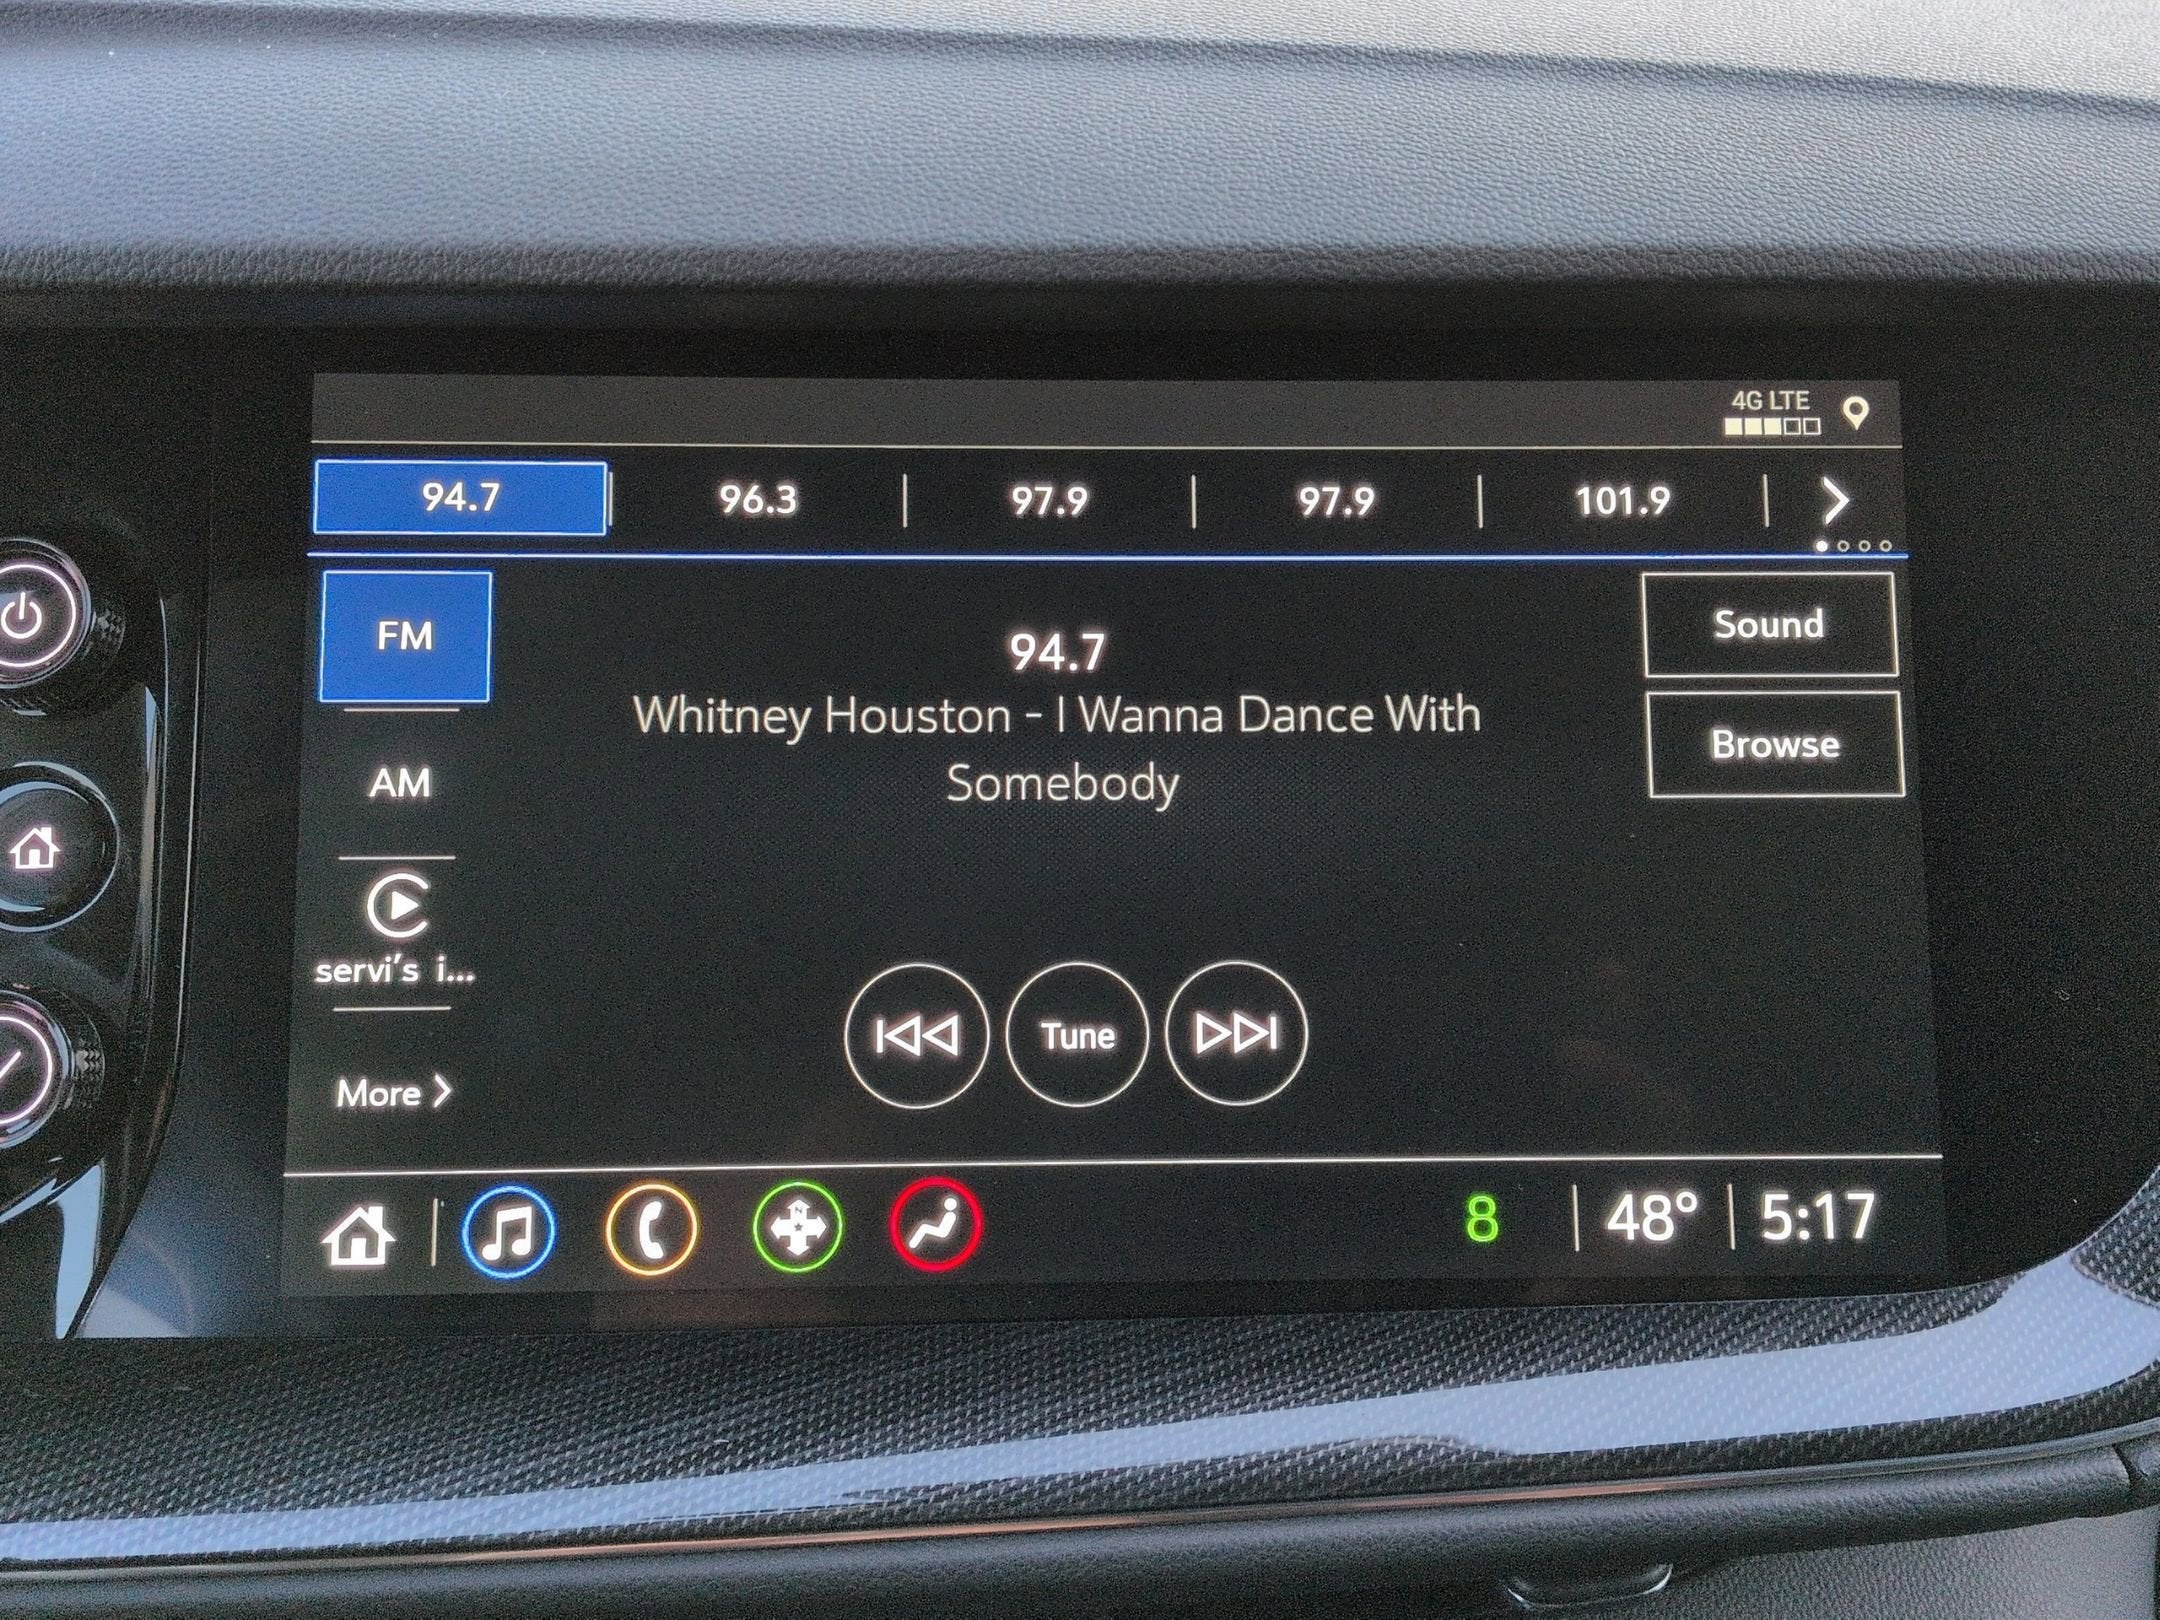 4G LTE
94.7 96.3 97.9 97.9 101.9
FM
Sound
94.7
Whitney Houston - I Wanna Dance With
Somebody
Browse
AM
servi's i...
Tune
More
N
8 48° 5:17